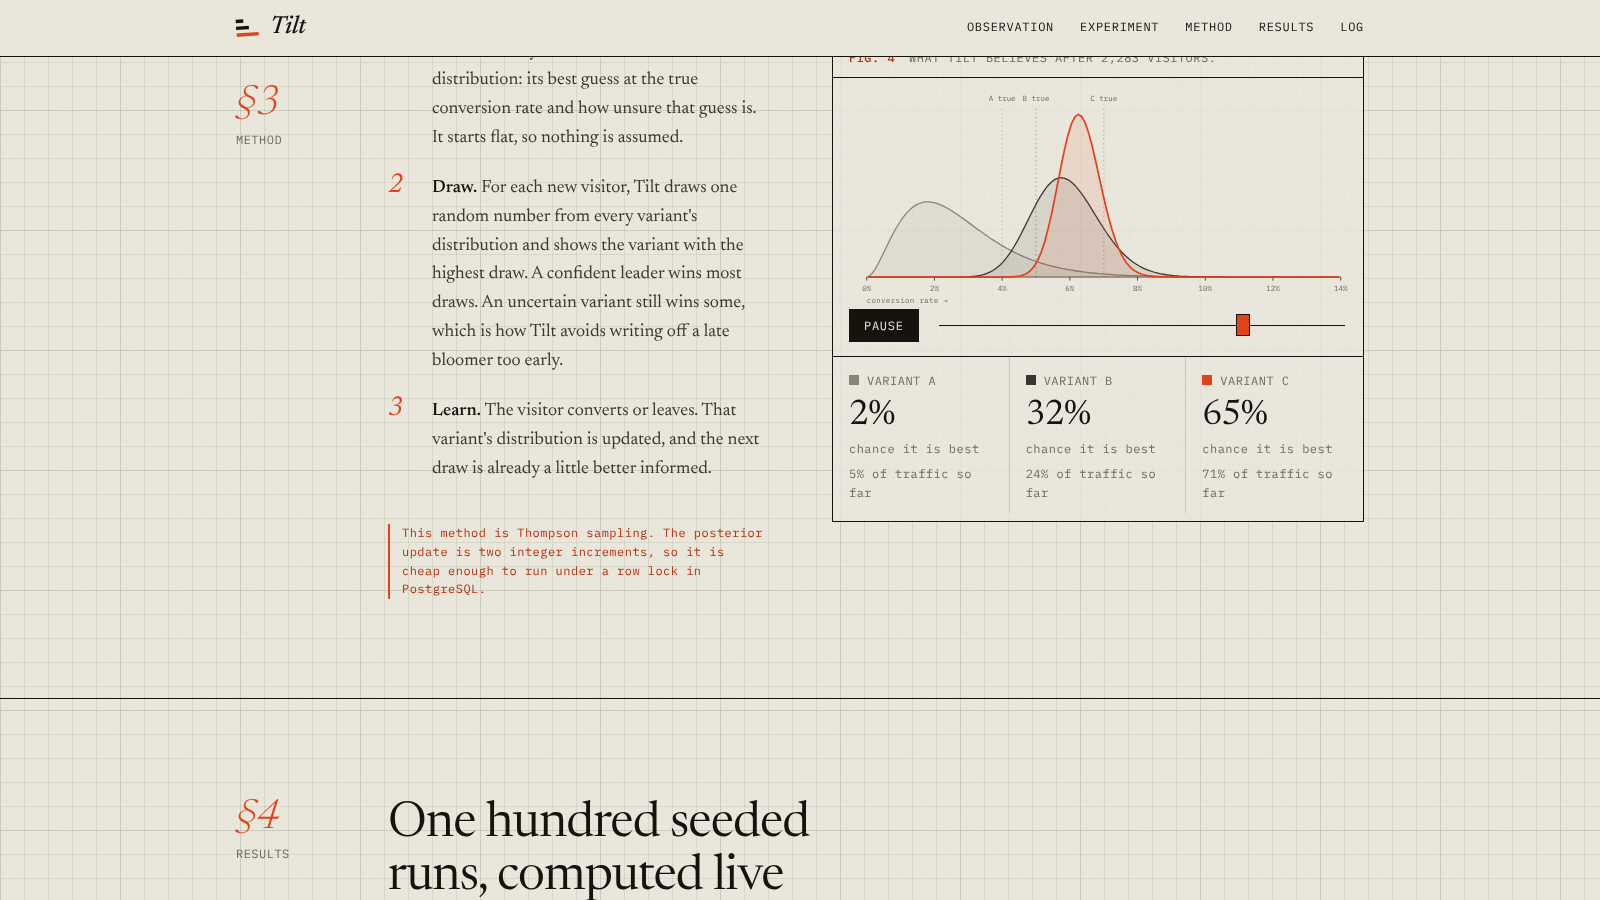 Tilt
OBSERVATION EXPERIMENT METHOD RESULTS LOG
§3
METHOD
distribution: its best guess at the true
conversion rate and how unsure that guess is.
It starts flat, so nothing is assumed.
2
Draw. For each new visitor, Tilt draws one
random number from every variant's
distribution and shows the variant with the
highest draw. A confident leader wins most
draws. An uncertain variant still wins some,
which is how Tilt avoids writing off a late
bloomer too early.
3
Learn. The visitor converts or leaves. That
variant's distribution is updated, and the next
draw is already a little better informed.
This method is Thompson sampling. The posterior
update is two integer increments, so it is
cheap enough to run under a row lock in
PostgreSQL.
FIG. 4 WHAT TILT BELIEVES AFTER 2,283 VISITORS.
A true B true C true
0% 2% 4% 6% 8% 10% 12% 14%
conversion rate →
PAUSE
VARIANT A
2%
chance it is best
5% of traffic so
far
VARIANT B
32%
chance it is best
24% of traffic so
far
VARIANT C
65%
chance it is best
71% of traffic so
far
§4
RESULTS
One hundred seeded
runs, computed live